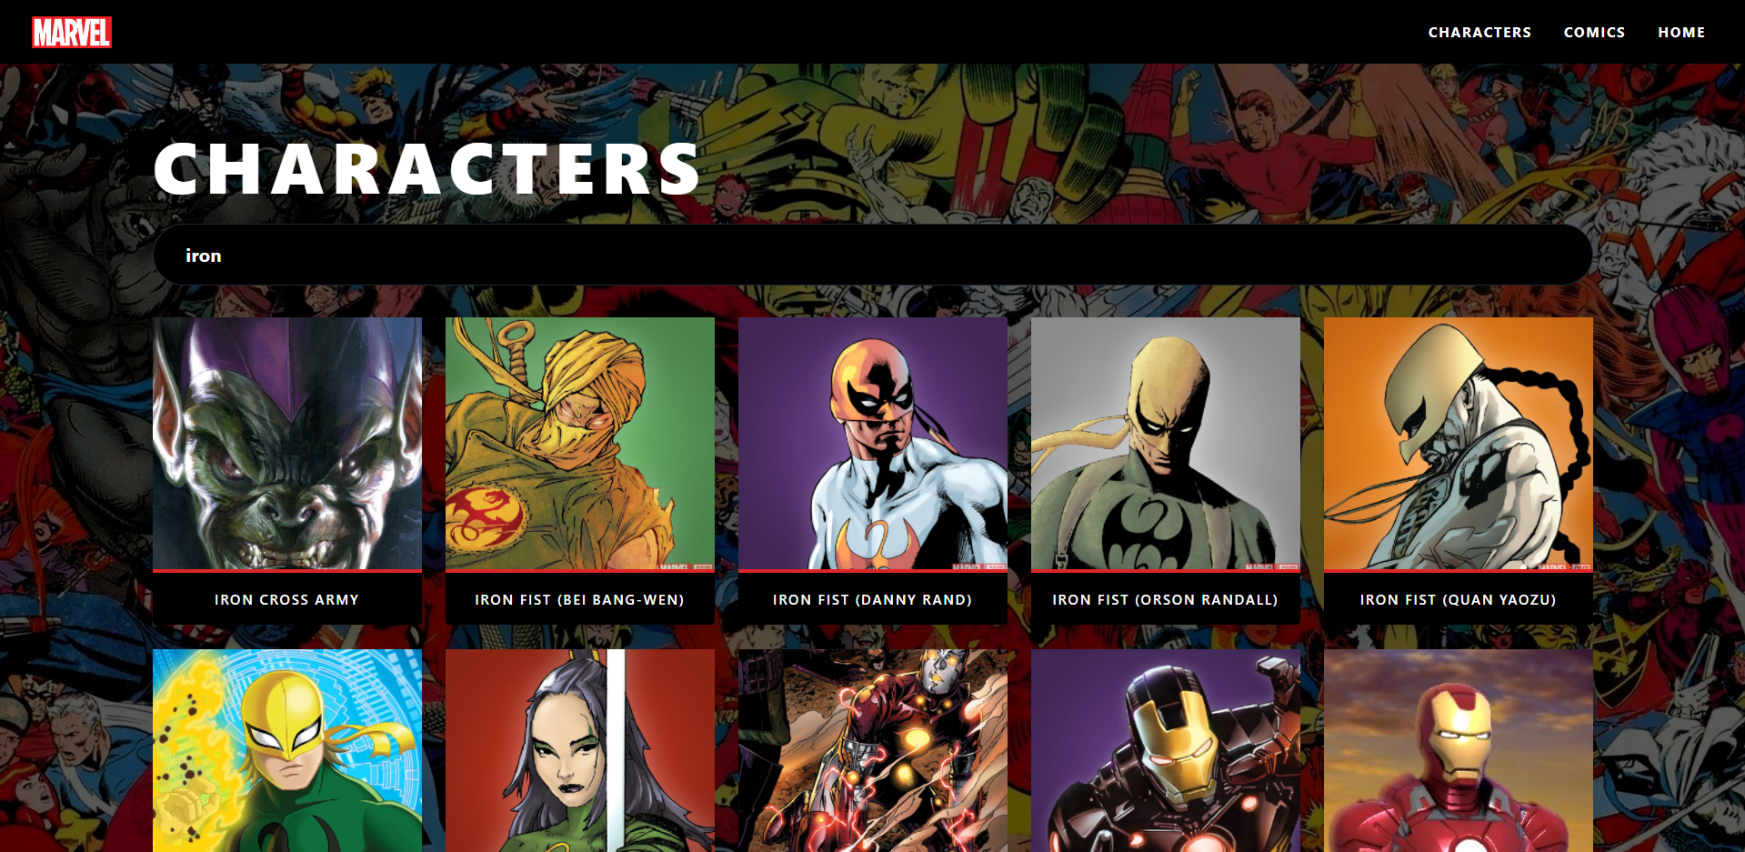 MARVEL
CHARACTERS COMICS HOME
CHARACTERS
iron
IRON CROSS ARMY
IRON FIST (BEI BANG-WEN)
IRON FIST (DANNY RAND)
IRON FIST (ORSON RANDALL)
IRON FIST (QUAN YAOZU)